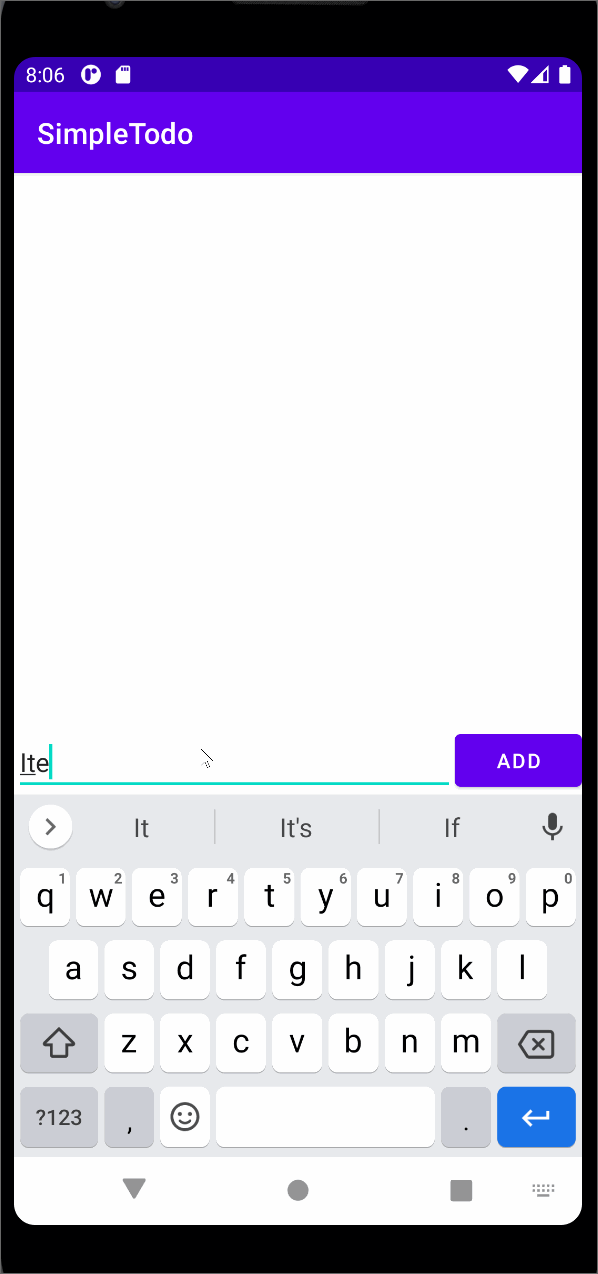 8:06
SimpleTodo
Ite
ADD
It It's If
q1 w2 e3 r4 t5 y6 u7 i8 o9 p0
a s d f g h j k l
z x c v b n m
?123 , .